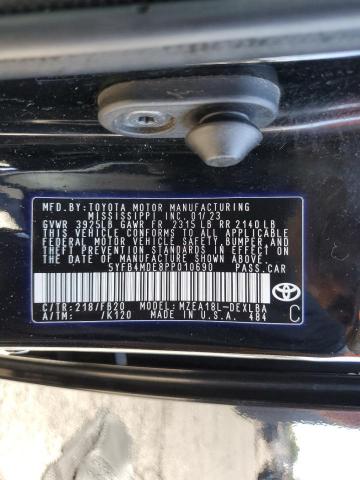 MFD.BY:TOYOTA MOTOR MANUFACTURING
MISSISSIPPI INC. 01/23
GVWR 3925LB GAWR FR 2315 LB RR 2140 LB
THIS VEHICLE CONFORMS TO ALL APPLICABLE
FEDERAL MOTOR VEHICLE SAFETY, BUMPER, AND
THEFT PREVENTION STANDARDS IN EFFECT ON
THE DATE OF MANUFACTURE SHOWN ABOVE.
5YFB4MDE8PP010690 PASS.CAR
C/TR:218/FB20 MODEL:MZEA18L-DEXLBA
A/TM: /K120 MADE IN U.S.A. 484
TOYOTA
C